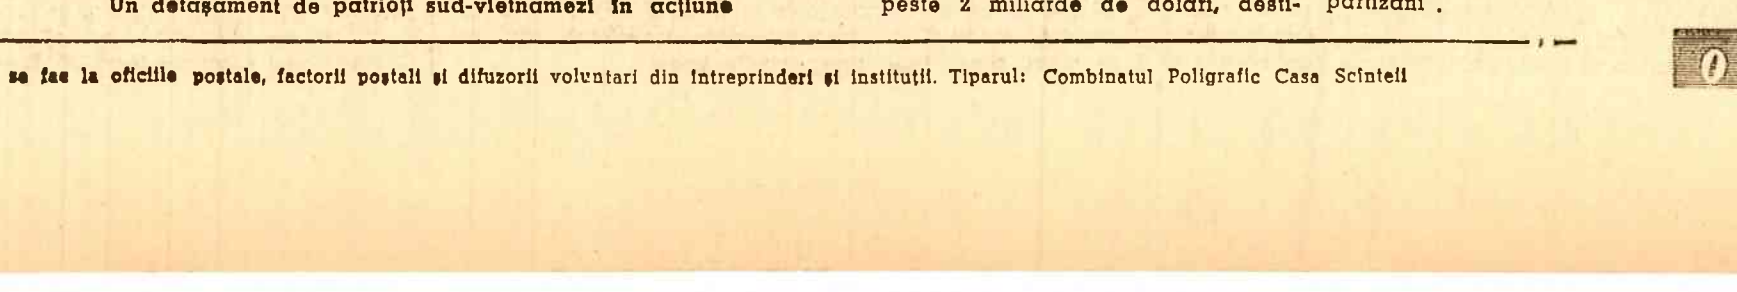 Un detașament de patrioți sud-vietnamezi în acțiune
peste 2 miliarde de dolari, desti-
partizani".
se fac la oficiile poștale, factorii poștali și difuzorii voluntari din întreprinderi și instituții. Tiparul: Combinatul Poligrafic Casa Scînteii